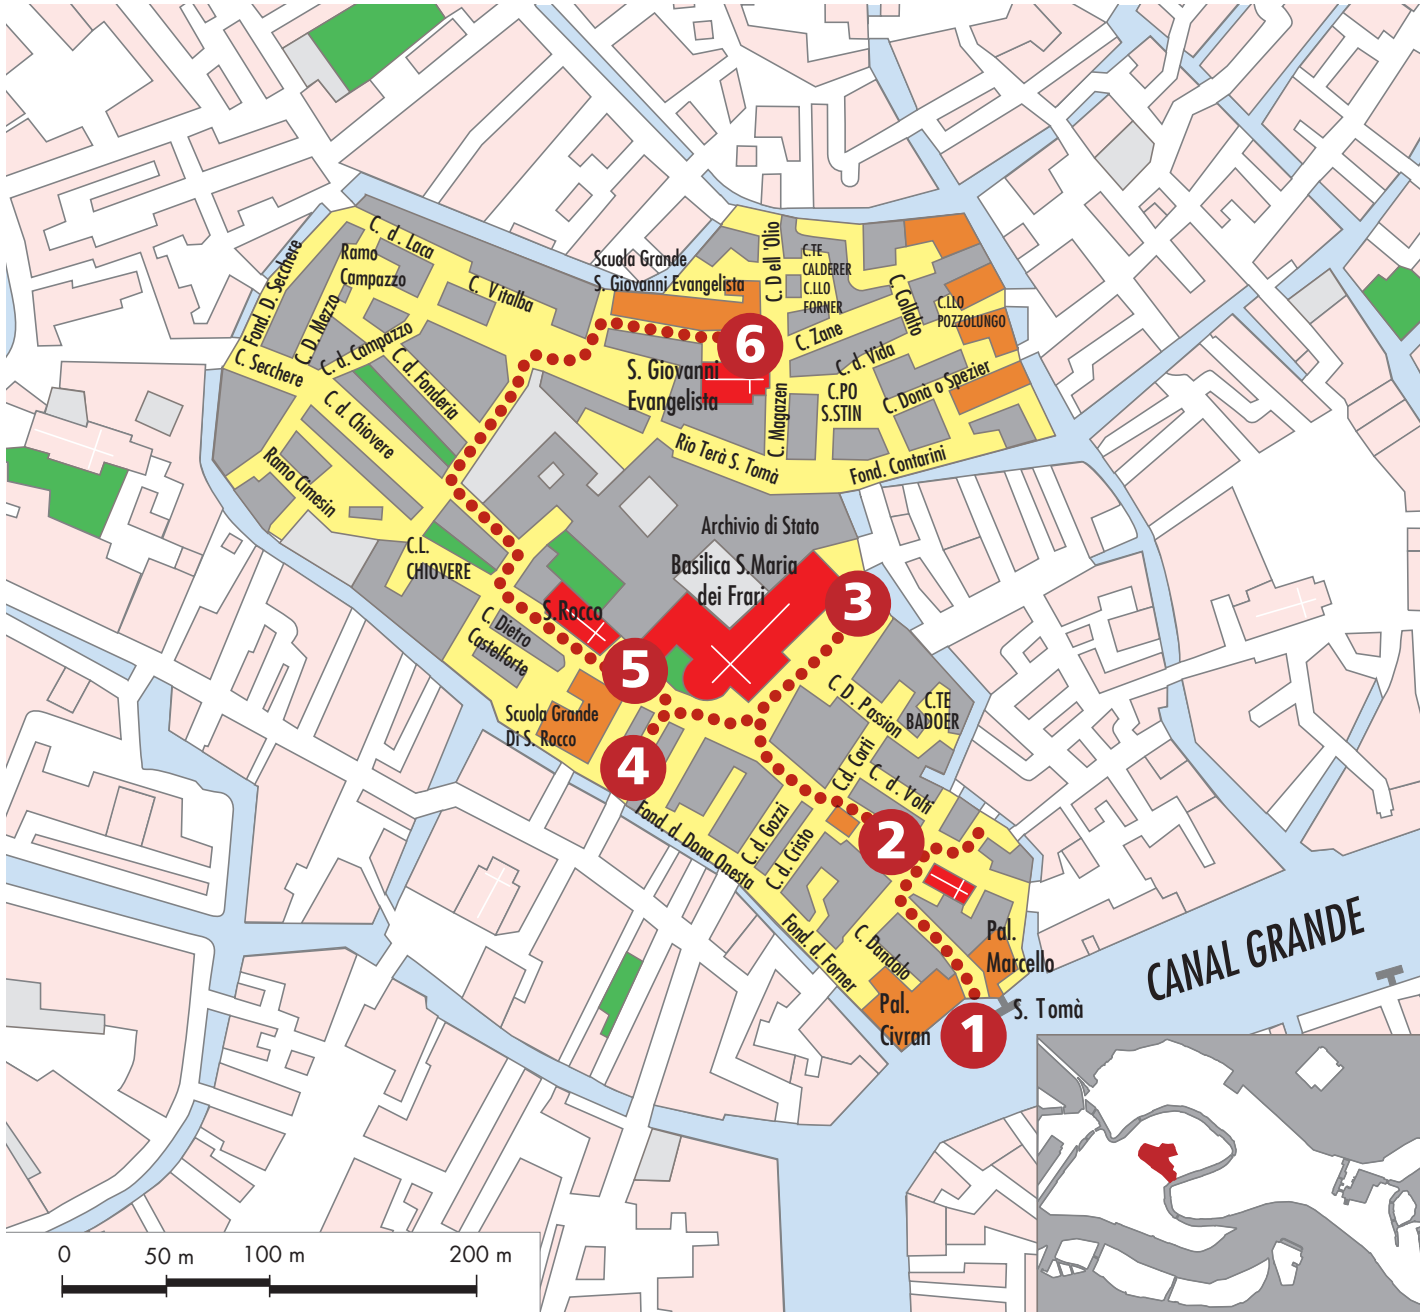 C. d. Laca
Ramo
Campazzo
Fond. D. Secchere
C. D. Mezzo
C. Vitalba
Scuola Grande
S. Giovanni Evangelista
C. D ell 'Olio
C.TE
CALDERER
C.LLO
FORNER
C. Collalto
C.LLO
POZZOLUNGO
C. Zane
6
C. d. Vida
C. Secchere
C. d. Campazzo
C. d. Fonderia
S. Giovanni
Evangelista
C. Magazen
C.PO
S.STIN
C. Donà o Spezier
C. d. Chiovere
Ramo Cimesin
Rio Terà S. Tomà
Fond. Contarini
C.L.
CHIOVERE
Archivio di Stato
Basilica S.Maria
dei Frari
3
S.Rocco
C. Dietro
Castelforte
5
Scuola Grande
Di S. Rocco
4
C. D. Passion
C.TE
BADOER
C.d. Corti
C. d. Volti
2
Fond. d. Dona Onesta
C. d. Gozzi
C. d. Cristo
Fond. d. Forner
C. Dandolo
Pal.
Marcello
Pal.
Civran
1
S. Tomà
CANAL GRANDE
0 50 m 100 m 200 m